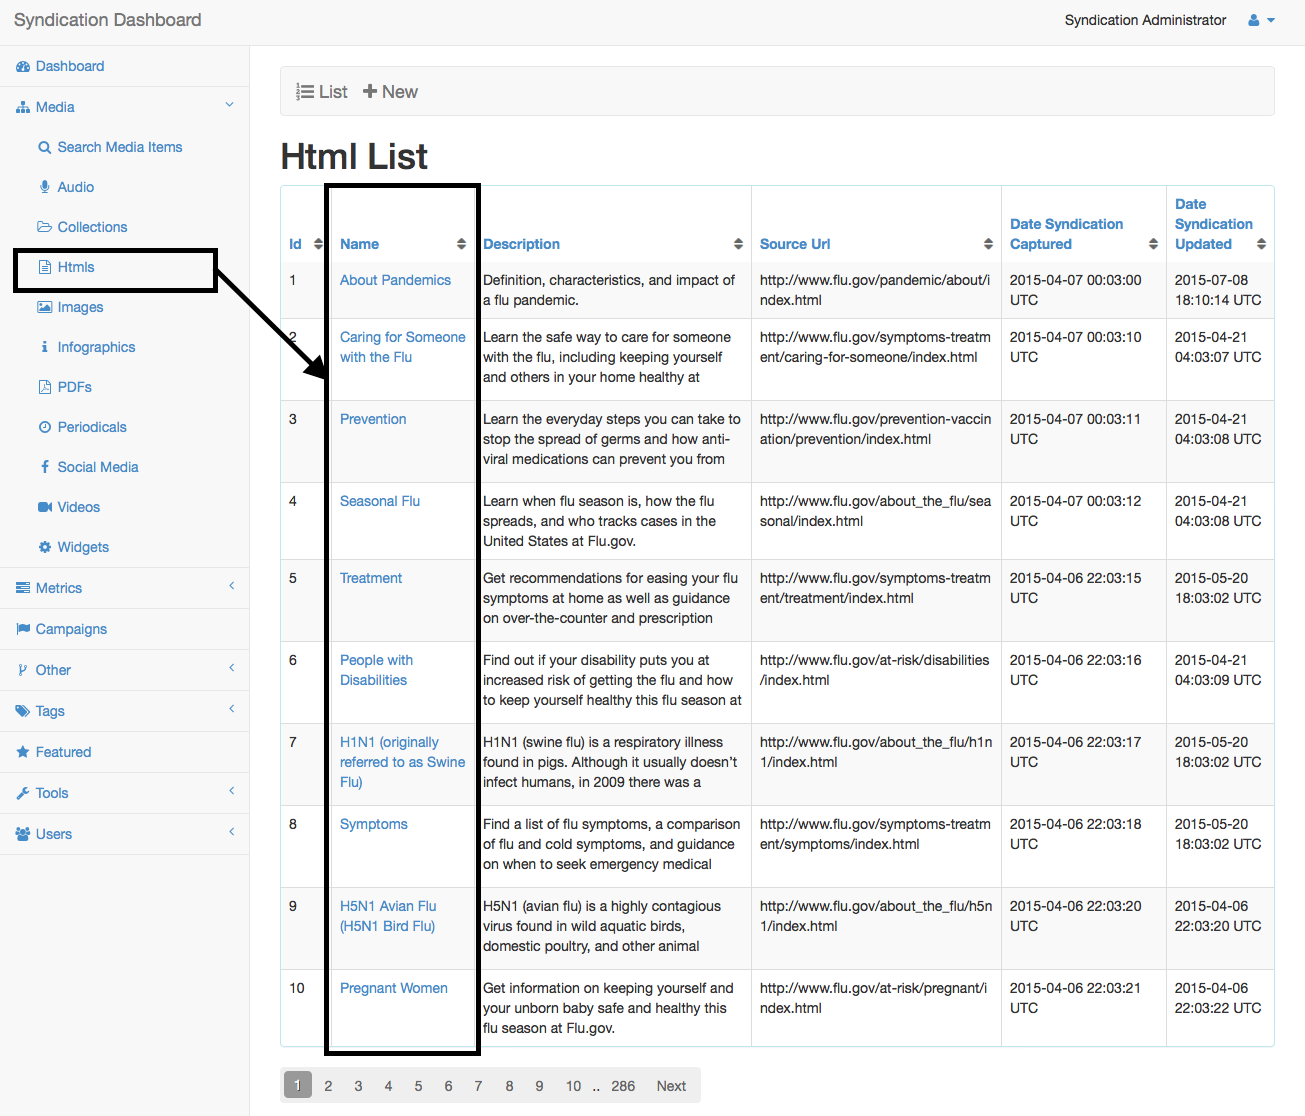 Syndication Dashboard
Syndication Administrator
Dashboard
Media
Search Media Items
Audio
Collections
Htmls
Images
Infographics
PDFs
Periodicals
Social Media
Videos
Widgets
Metrics
Campaigns
Other
Tags
Featured
Tools
Users
List
New
Html List
Id
Name
Description
Source Url
Date Syndication
Captured
Date
Syndication
Updated
1
About Pandemics
Definition, characteristics, and impact of
a flu pandemic.
http://www.flu.gov/pandemic/about/i
ndex.html
2015-04-07 00:03:00
UTC
2015-07-08
18:10:14 UTC
2
Caring for Someone
with the Flu
Learn the safe way to care for someone
with the flu, including keeping yourself
and others in your home healthy at
http://www.flu.gov/symptoms-treatm
ent/caring-for-someone/index.html
2015-04-07 00:03:10
UTC
2015-04-21
04:03:07 UTC
3
Prevention
Learn the everyday steps you can take to
stop the spread of germs and how anti-
viral medications can prevent you from
http://www.flu.gov/prevention-vaccin
ation/prevention/index.html
2015-04-07 00:03:11
UTC
2015-04-21
04:03:08 UTC
4
Seasonal Flu
Learn when flu season is, how the flu
spreads, and who tracks cases in the
United States at Flu.gov.
http://www.flu.gov/about_the_flu/sea
sonal/index.html
2015-04-07 00:03:12
UTC
2015-04-21
04:03:08 UTC
5
Treatment
Get recommendations for easing your flu
symptoms at home as well as guidance
on over-the-counter and prescription
http://www.flu.gov/symptoms-treatm
ent/treatment/index.html
2015-04-06 22:03:15
UTC
2015-05-20
18:03:02 UTC
6
People with
Disabilities
Find out if your disability puts you at
increased risk of getting the flu and how
to keep yourself healthy this flu season at
http://www.flu.gov/at-risk/disabilities
/index.html
2015-04-06 22:03:16
UTC
2015-04-21
04:03:09 UTC
7
H1N1 (originally
referred to as Swine
Flu)
H1N1 (swine flu) is a respiratory illness
found in pigs. Although it usually doesn’t
infect humans, in 2009 there was a
http://www.flu.gov/about_the_flu/h1n
1/index.html
2015-04-06 22:03:17
UTC
2015-05-20
18:03:02 UTC
8
Symptoms
Find a list of flu symptoms, a comparison
of flu and cold symptoms, and guidance
on when to seek emergency medical
http://www.flu.gov/symptoms-treatm
ent/symptoms/index.html
2015-04-06 22:03:18
UTC
2015-05-20
18:03:02 UTC
9
H5N1 Avian Flu
(H5N1 Bird Flu)
H5N1 (avian flu) is a highly contagious
virus found in wild aquatic birds,
domestic poultry, and other animal
http://www.flu.gov/about_the_flu/h5n
1/index.html
2015-04-06 22:03:20
UTC
2015-04-06
22:03:20 UTC
10
Pregnant Women
Get information on keeping yourself and
your unborn baby safe and healthy this
flu season at Flu.gov.
http://www.flu.gov/at-risk/pregnant/i
ndex.html
2015-04-06 22:03:21
UTC
2015-04-06
22:03:22 UTC
1 2 3 4 5 6 7 8 9 10 .. 286 Next